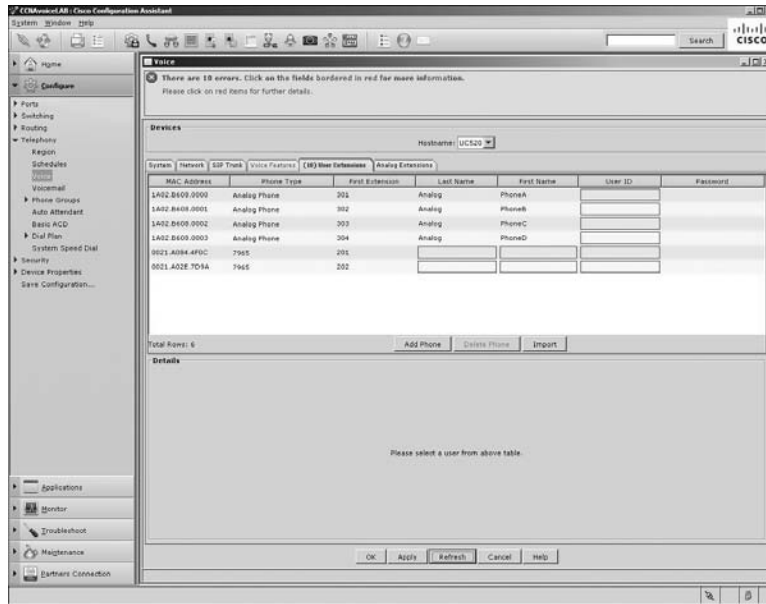 CCNAvoiceLAB : Cisco Configuration Assistant
System Window Help
Search
CISCO
Home
Configure
Ports
Switching
Routing
Telephony
Region
Schedules
Voice
Voicemail
Phone Groups
Auto Attendant
Basic ACD
Dial Plan
System Speed Dial
Security
Device Properties
Save Configuration...
Applications
Monitor
Troubleshoot
Maintenance
Partners Connection
Voice
There are 10 errors. Click on the fields bordered in red for more information.
Please click on red items for further details.
Devices
Hostname: UC520
System Network SIP Trunk Voice Features (10) User Extensions Analog Extensions
MAC Address Phone Type First Extension Last Name First Name User ID Password
1A02.B608.0000 Analog Phone 301 Analog PhoneA
1A02.B608.0001 Analog Phone 302 Analog PhoneB
1A02.B608.0002 Analog Phone 303 Analog PhoneC
1A02.B608.0003 Analog Phone 304 Analog PhoneD
0021.A084.4F0C 7965 201
0021.A02E.7D9A 7965 202
Total Rows: 6
Add Phone Delete Phone Import
Details
Please select a user from above table.
OK Apply Refresh Cancel Help